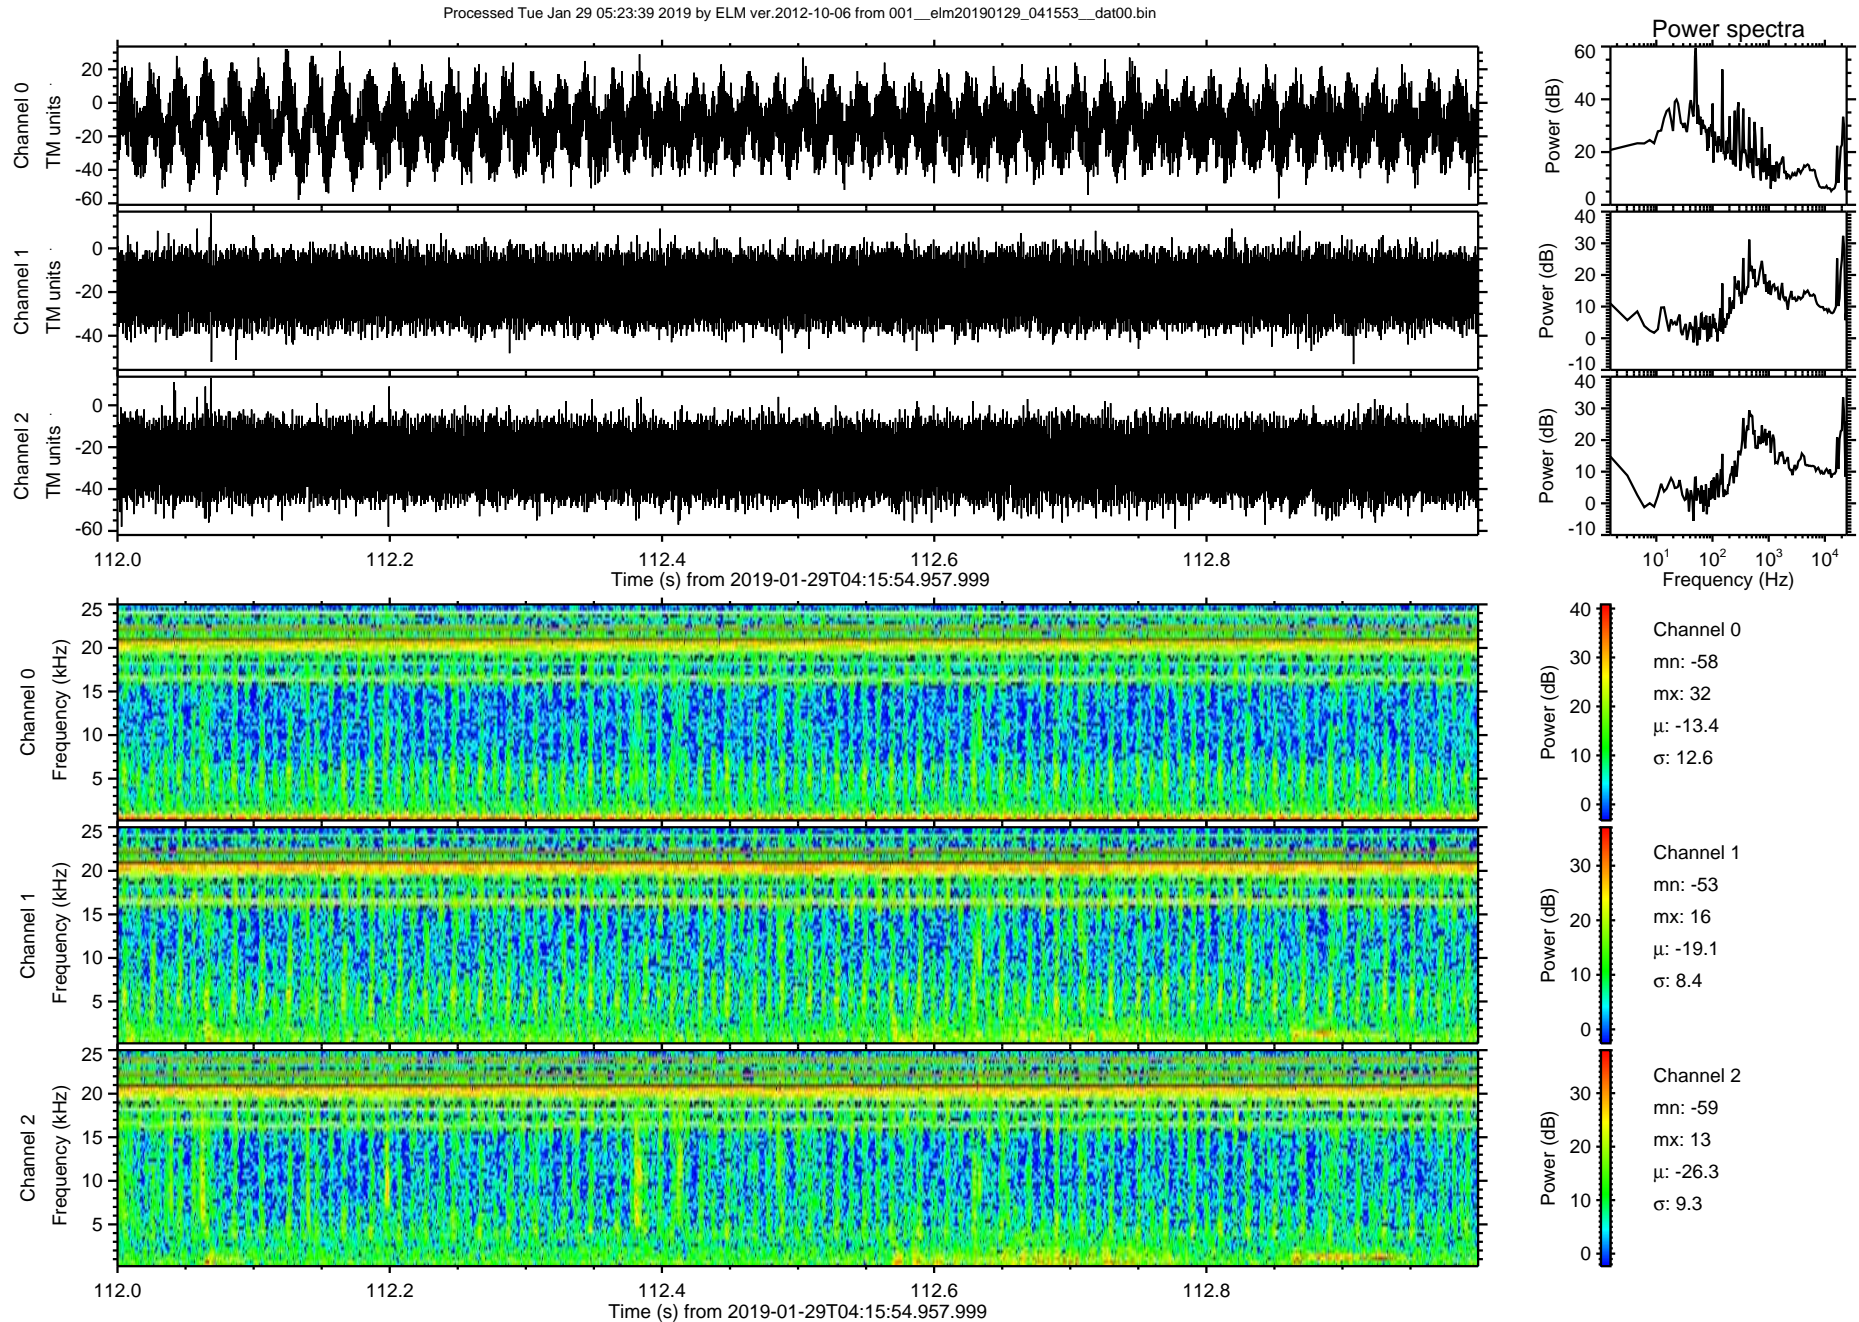 Processed Tue Jan 29 05:23:39 2019 by ELM ver.2012-10-06 from 001__elm20190129_041553__dat00.bin
Power spectra
Channel 0
TM units
20
0
-20
-40
-60
Power (dB)
60
40
20
0
Channel 1
TM units
0
-20
-40
Power (dB)
40
30
20
10
0
-10
Channel 2
TM units
0
-20
-40
-60
Power (dB)
40
30
20
10
0
-10
112.0 112.2 112.4 112.6 112.8
Time (s) from 2019-01-29T04:15:54.957.999
10^1 10^2 10^3 10^4
Frequency (Hz)
Channel 0
Frequency (kHz)
25
20
15
10
5
Power (dB)
40
30
20
10
0
Channel 0
mn: -58
mx: 32
μ: -13.4
σ: 12.6
Channel 1
Frequency (kHz)
25
20
15
10
5
Power (dB)
30
20
10
0
Channel 1
mn: -53
mx: 16
μ: -19.1
σ: 8.4
Channel 2
Frequency (kHz)
25
20
15
10
5
Power (dB)
30
20
10
0
Channel 2
mn: -59
mx: 13
μ: -26.3
σ: 9.3
112.0 112.2 112.4 112.6 112.8
Time (s) from 2019-01-29T04:15:54.957.999